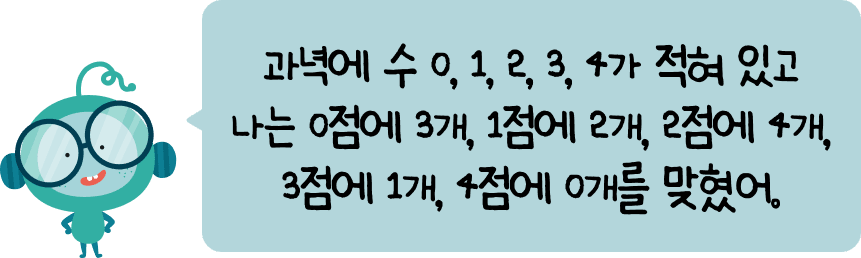 과녁에 수 0, 1, 2, 3, 4가 적혀 있고
나는 0점에 3개, 1점에 2개, 2점에 4개,
3점에 1개, 4점에 0개를 맞혔어.